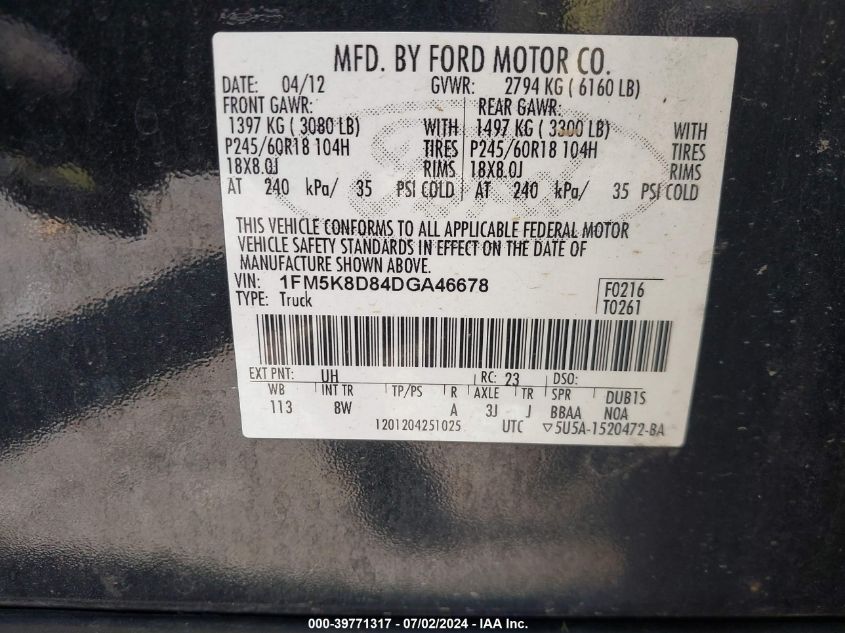 MFD. BY FORD MOTOR CO.
DATE: 04/12 GVWR: 2794 KG ( 6160 LB)
FRONT GAWR: REAR GAWR:
1397 KG ( 3080 LB) WITH 1497 KG ( 3300 LB) WITH
P245/60R18 104H TIRES P245/60R18 104H TIRES
18X8.0J RIMS 18X8.0J RIMS
AT 240 kPa/ 35 PSI COLD AT 240 kPa/ 35 PSI COLD
THIS VEHICLE CONFORMS TO ALL APPLICABLE FEDERAL MOTOR
VEHICLE SAFETY STANDARDS IN EFFECT ON THE DATE OF
MANUFACTURE SHOWN ABOVE.
VIN: 1FM5K8D84DGA46678 F0216
TYPE: Truck T0261
EXT PNT: UH RC: 23 DSO:
WB INT TR TP/PS R AXLE TR SPR DUB1S
113 8W A 3J J BBAA NOA
1201204251025 UTC ▽5U5A-1520472-BA
000-39771317 - 07/02/2024 - IAA Inc.